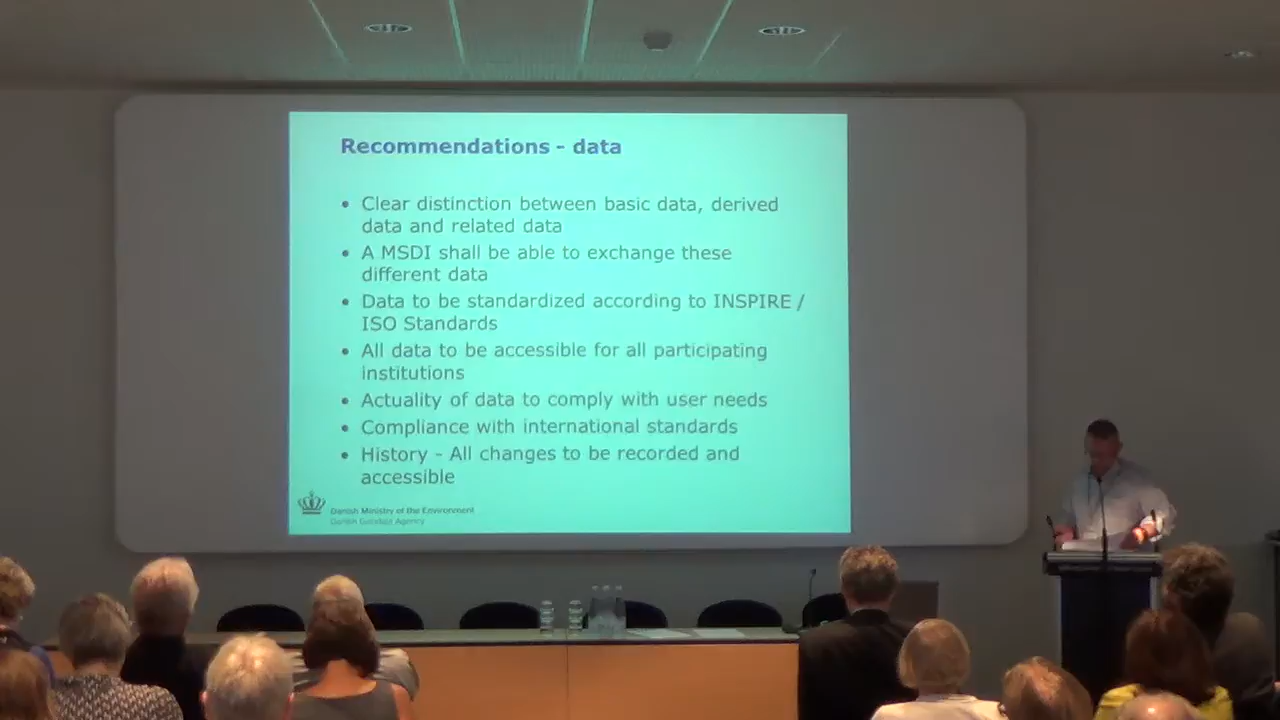 Recommendations - data
• Clear distinction between basic data, derived
data and related data
• A MSDI shall be able to exchange these
different data
• Data to be standardized according to INSPIRE /
ISO Standards
• All data to be accessible for all participating
institutions
• Actuality of data to comply with user needs
• Compliance with international standards
• History - All changes to be recorded and
accessible
Danish Ministry of the Environment
Danish Geodata Agency